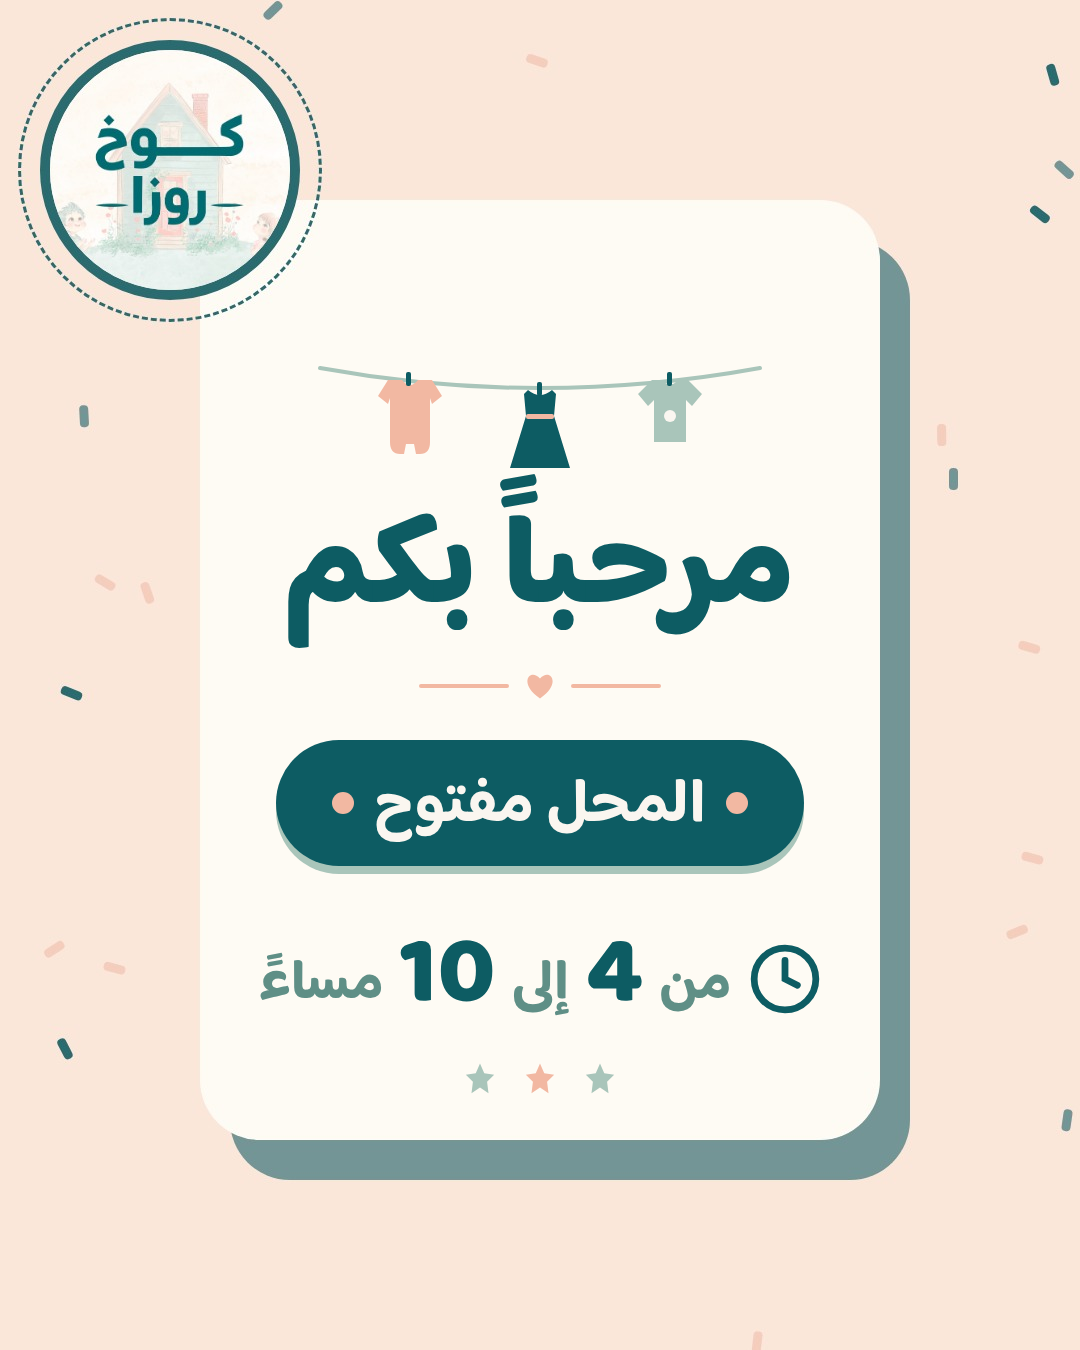 كوخ
روزا
مرحباً بكم
المحل مفتوح
من 4 إلى 10 مساءً